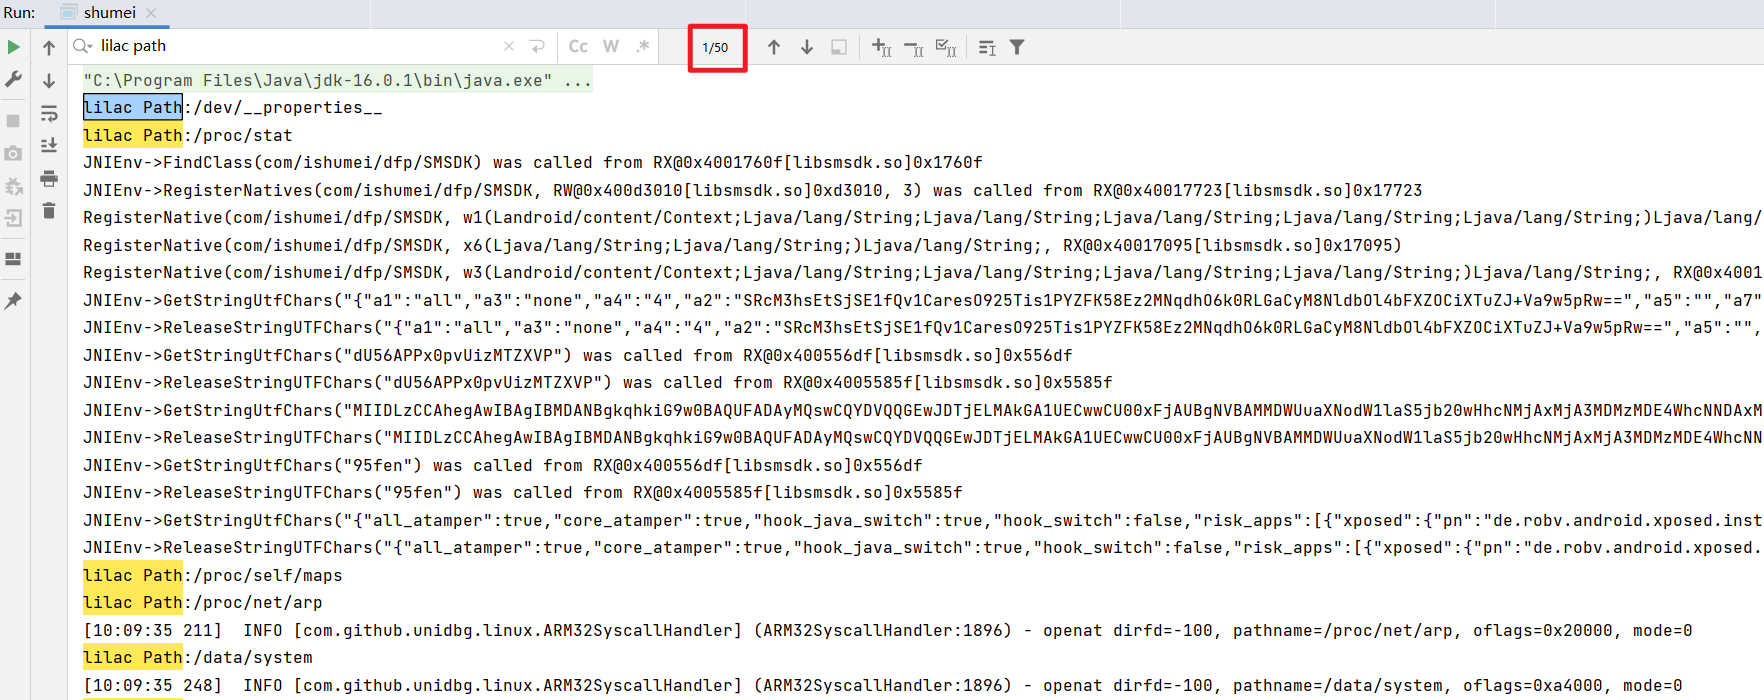 Run: shumei
lilac path Cc W .* 1/50
"C:\Program Files\Java\jdk-16.0.1\bin\java.exe" ...
lilac Path:/dev/__properties__
lilac Path:/proc/stat
JNIEnv->FindClass(com/ishumei/dfp/SMSDK) was called from RX@0x4001760f[libsmsdk.so]0x1760f
JNIEnv->RegisterNatives(com/ishumei/dfp/SMSDK, RW@0x400d3010[libsmsdk.so]0xd3010, 3) was called from RX@0x40017723[libsmsdk.so]0x17723
RegisterNative(com/ishumei/dfp/SMSDK, w1(Landroid/content/Context;Ljava/lang/String;Ljava/lang/String;Ljava/lang/String;Ljava/lang/String;)Ljava/lang/
RegisterNative(com/ishumei/dfp/SMSDK, x6(Ljava/lang/String;Ljava/lang/String;)Ljava/lang/String;, RX@0x40017095[libsmsdk.so]0x17095)
RegisterNative(com/ishumei/dfp/SMSDK, w3(Landroid/content/Context;Ljava/lang/String;Ljava/lang/String;Ljava/lang/String;Ljava/lang/String;)Ljava/lang/String;, RX@0x4001
JNIEnv->GetStringUtfChars("{"a1":"all","a3":"none","a4":"4","a2":"SRcM3hsEtSjSE1fQv1CaresO925Tis1PYZFK58Ez2MNqdhO6k0RLGaCyM8NldbOl4bFXZOCiXTuZJ+Va9w5pRw==","a5":"","a7"
JNIEnv->ReleaseStringUTFChars("{"a1":"all","a3":"none","a4":"4","a2":"SRcM3hsEtSjSE1fQv1CaresO925Tis1PYZFK58Ez2MNqdhO6k0RLGaCyM8NldbOl4bFXZOCiXTuZJ+Va9w5pRw==","a5":"",
JNIEnv->GetStringUtfChars("dU56APPx0pvUizMTZXVP") was called from RX@0x400556df[libsmsdk.so]0x556df
JNIEnv->ReleaseStringUTFChars("dU56APPx0pvUizMTZXVP") was called from RX@0x4005585f[libsmsdk.so]0x5585f
JNIEnv->GetStringUtfChars("MIIDLzCCAhegAwIBAgIBMDANBgkqhkiG9w0BAQUFADAyMQswCQYDVQQGEwJDTjELMAkGA1UECwwCU00xFjAUBgNVBAMMDWUuaXNodW1laS5jb20wHhcNMjAxMjA3MDMzMDE4WhcNNDAxM
JNIEnv->ReleaseStringUTFChars("MIIDLzCCAhegAwIBAgIBMDANBgkqhkiG9w0BAQUFADAyMQswCQYDVQQGEwJDTjELMAkGA1UECwwCU00xFjAUBgNVBAMMDWUuaXNodW1laS5jb20wHhcNMjAxMjA3MDMzMDE4WhcNN
JNIEnv->GetStringUtfChars("95fen") was called from RX@0x400556df[libsmsdk.so]0x556df
JNIEnv->ReleaseStringUTFChars("95fen") was called from RX@0x4005585f[libsmsdk.so]0x5585f
JNIEnv->GetStringUtfChars("{"all_atamper":true,"core_atamper":true,"hook_java_switch":true,"hook_switch":false,"risk_apps":[{"xposed":{"pn":"de.robv.android.xposed.inst
JNIEnv->ReleaseStringUTFChars("{"all_atamper":true,"core_atamper":true,"hook_java_switch":true,"hook_switch":false,"risk_apps":[{"xposed":{"pn":"de.robv.android.xposed.
lilac Path:/proc/self/maps
lilac Path:/proc/net/arp
[10:09:35 211]  INFO [com.github.unidbg.linux.ARM32SyscallHandler] (ARM32SyscallHandler:1896) - openat dirfd=-100, pathname=/proc/net/arp, oflags=0x20000, mode=0
lilac Path:/data/system
[10:09:35 248]  INFO [com.github.unidbg.linux.ARM32SyscallHandler] (ARM32SyscallHandler:1896) - openat dirfd=-100, pathname=/data/system, oflags=0xa4000, mode=0